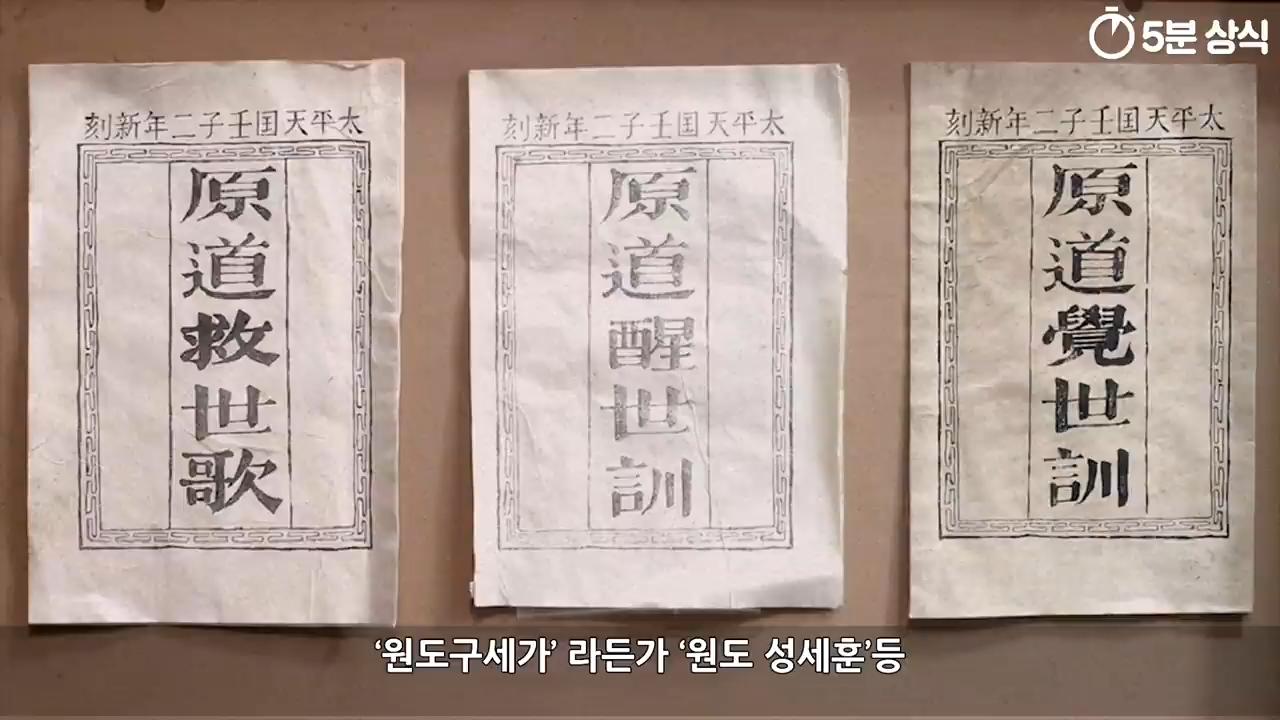 5분 상식
太平天囯壬子二年新刻
原道救世歌
太平天囯壬子二年新刻
原道醒世訓
太平天囯壬子二年新刻
原道覺世訓
‘원도구세가’ 라든가 ‘원도 성세훈’등